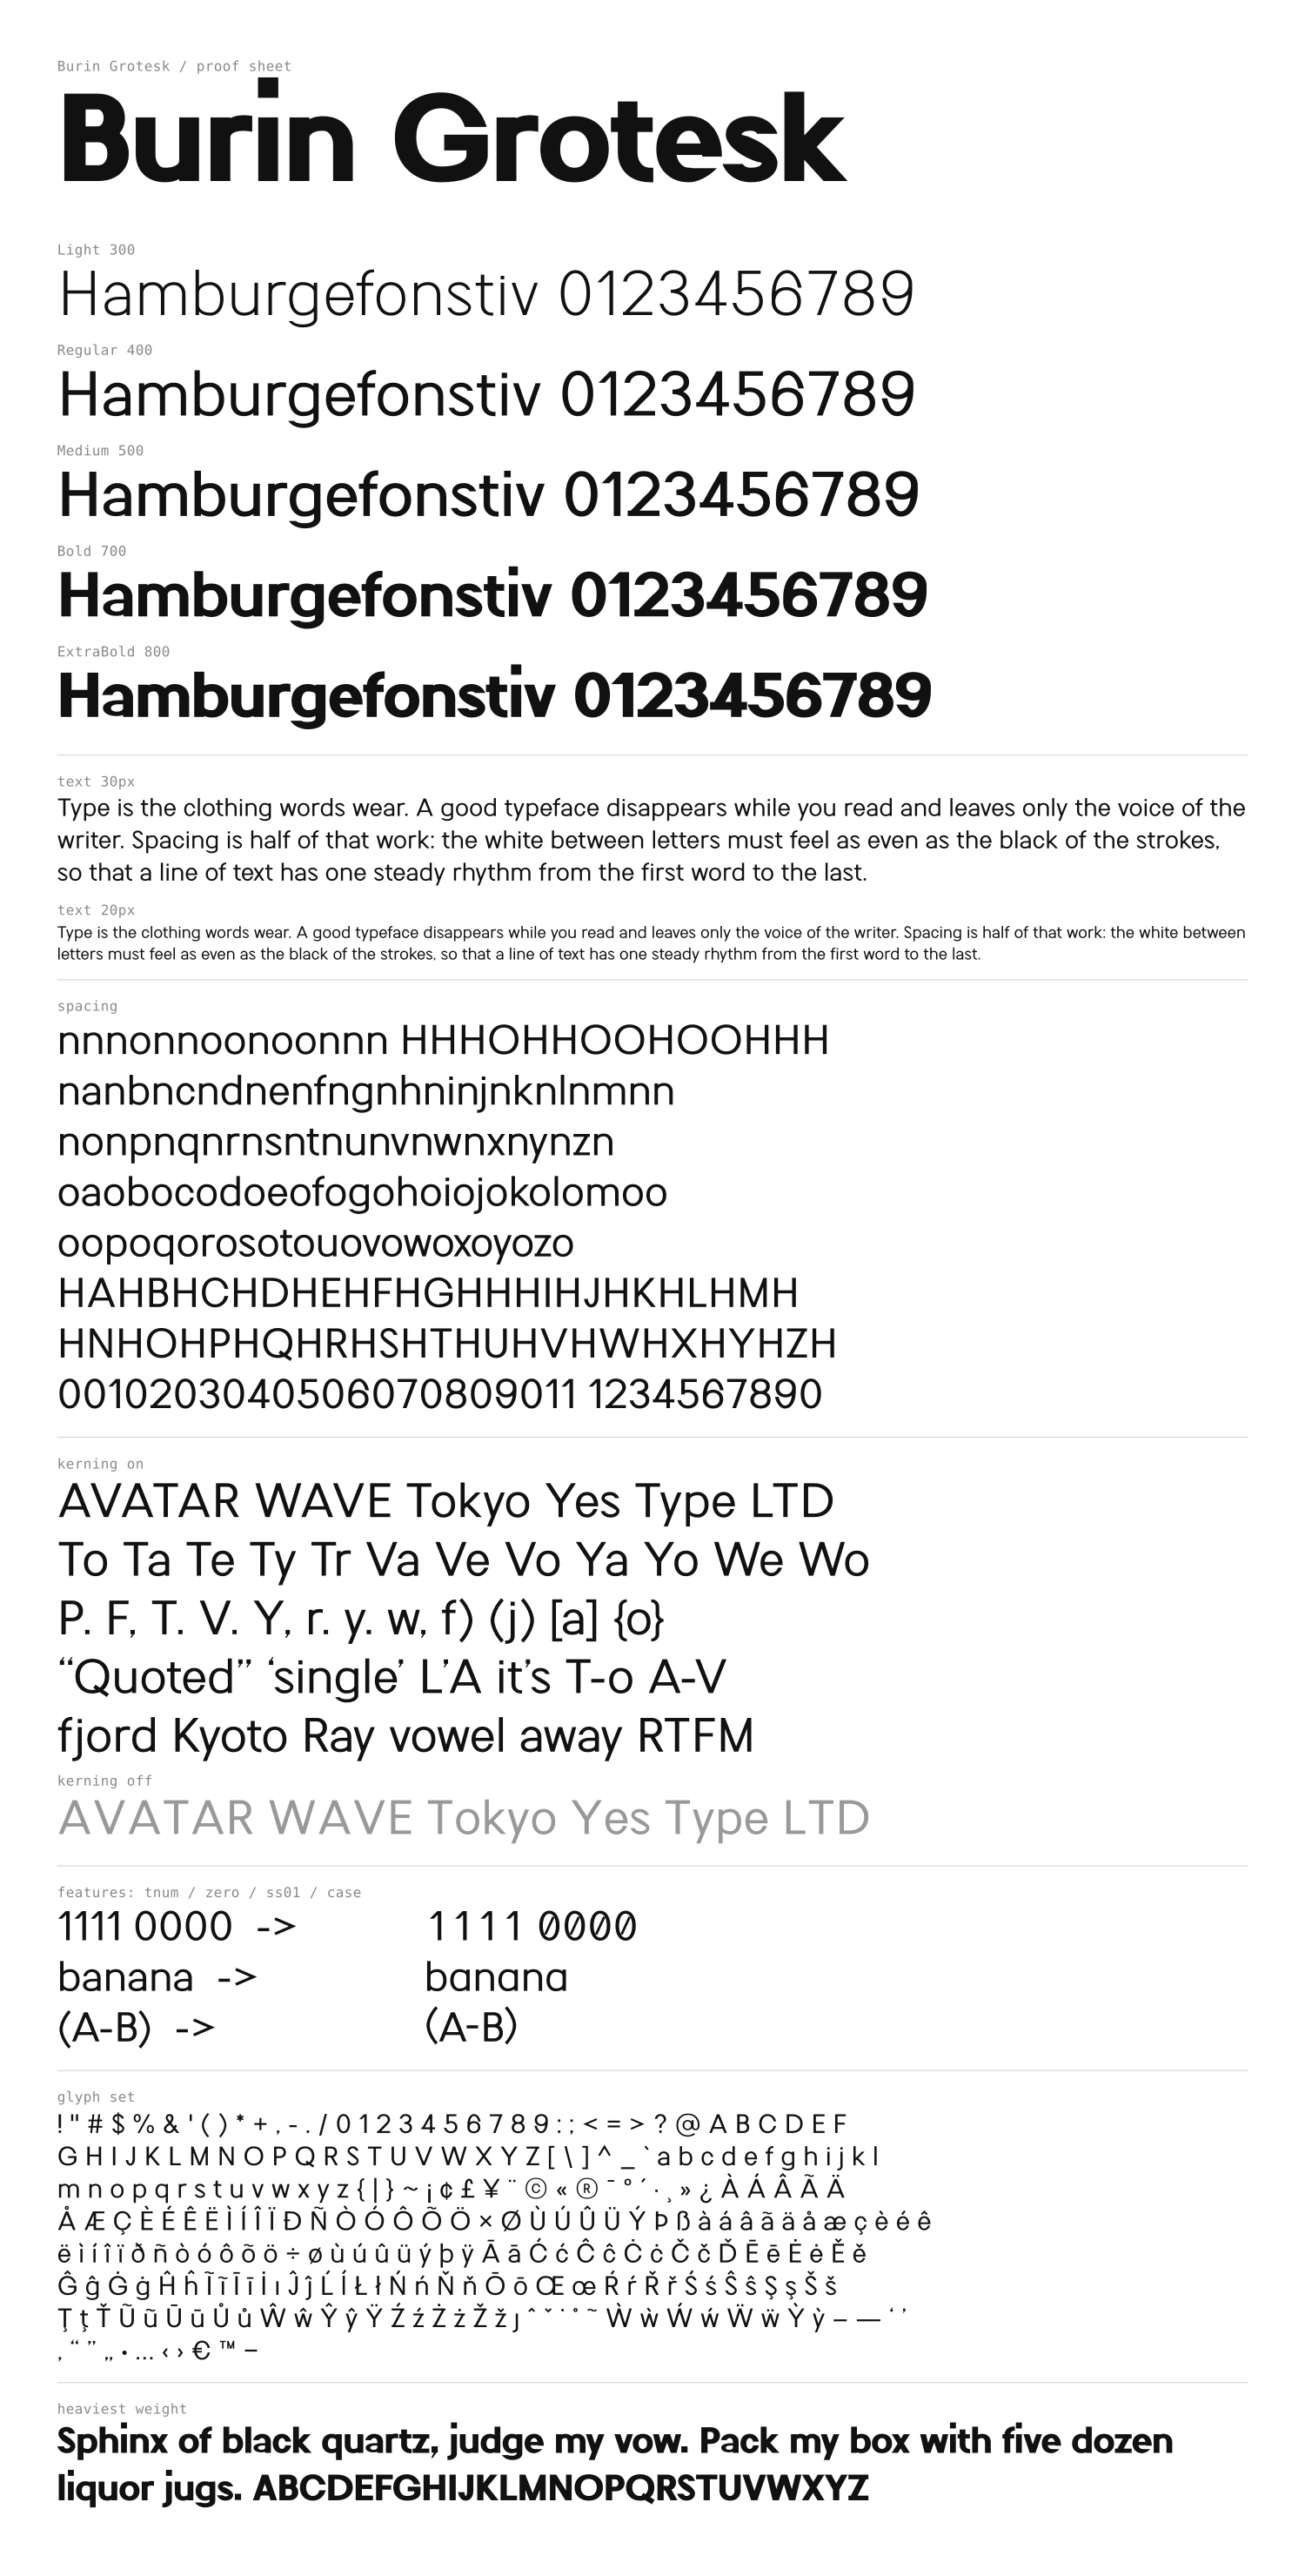 Burin Grotesk / proof sheet
Burin Grotesk
Light 300
Hamburgefonstiv 0123456789
Regular 400
Hamburgefonstiv 0123456789
Medium 500
Hamburgefonstiv 0123456789
Bold 700
Hamburgefonstiv 0123456789
ExtraBold 800
Hamburgefonstiv 0123456789
text 30px
Type is the clothing words wear. A good typeface disappears while you read and leaves only the voice of the
writer. Spacing is half of that work: the white between letters must feel as even as the black of the strokes,
so that a line of text has one steady rhythm from the first word to the last.
text 20px
Type is the clothing words wear. A good typeface disappears while you read and leaves only the voice of the writer. Spacing is half of that work: the white between
letters must feel as even as the black of the strokes, so that a line of text has one steady rhythm from the first word to the last.
spacing
nnnonnoonoonnn HHHOHHOOHOOHHH
nanbncndnenfngnhninjnknlnmnn
nonpnqnrnsntnunvnwnxnynzn
oaobocodoeofogohoiojokolomoo
oopoqorosotouovowoxoyozo
HAHBHCHDHEHFHGHHHIHJHKHLHMH
HNHOHPHQHRHSHTHUHVHWHXHYHZH
0010203040506070809011 1234567890
kerning on
AVATAR WAVE Tokyo Yes Type LTD
To Ta Te Ty Tr Va Ve Vo Ya Yo We Wo
P. F, T. V. Y, r. y. w, f) (j) [a] {o}
“Quoted” ‘single’ L’A it’s T-o A-V
fjord Kyoto Ray vowel away RTFM
kerning off
AVATAR WAVE Tokyo Yes Type LTD
features: tnum / zero / ss01 / case
1111 0000 -> 1111 0000
banana -> banana
(A-B) -> (A-B)
glyph set
! " # $ % & ' ( ) * + , - . / 0 1 2 3 4 5 6 7 8 9 : ; < = > ? @ A B C D E F
G H I J K L M N O P Q R S T U V W X Y Z [ \ ] ^ _ ` a b c d e f g h i j k l
m n o p q r s t u v w x y z { | } ~ ¡ ¢ £ ¥ ¨ © « ® ¯ ° ´ · ¸ » ¿ À Á Â Ã Ä
Å Æ Ç È É Ê Ë Ì Í Î Ï Ð Ñ Ò Ó Ô Õ Ö × Ø Ù Ú Û Ü Ý Þ ß à á â ã ä å æ ç è é ê
ë ì í î ï ð ñ ò ó ô õ ö ÷ ø ù ú û ü ý þ ÿ Ā ā Ć ć Ĉ ĉ Ċ ċ Č č Ď Ē ē Ė ė Ě ě
Ĝ ĝ Ġ ġ Ĥ ĥ Ĩ ĩ Ī ī İ ı Ĵ ĵ Ĺ Í Ł ł Ń ń Ň ň Ō ō Œ œ Ŕ ŕ Ř ř Ś ś Ŝ ŝ Ş ş Š š
Ţ ţ Ť Ũ ũ Ū ū Ů ů Ŵ ŵ Ŷ ŷ Ÿ Ź ź Ż ż Ž ž ȷ ˆ ˇ ˙ ˚ ˜ Ẁ ẁ Ẃ ẃ Ẅ ẅ Ỳ ỳ – — ‘ ’
‚ “ ” „ • … ‹ › € ™ −
heaviest weight
Sphinx of black quartz, judge my vow. Pack my box with five dozen
liquor jugs. ABCDEFGHIJKLMNOPQRSTUVWXYZ